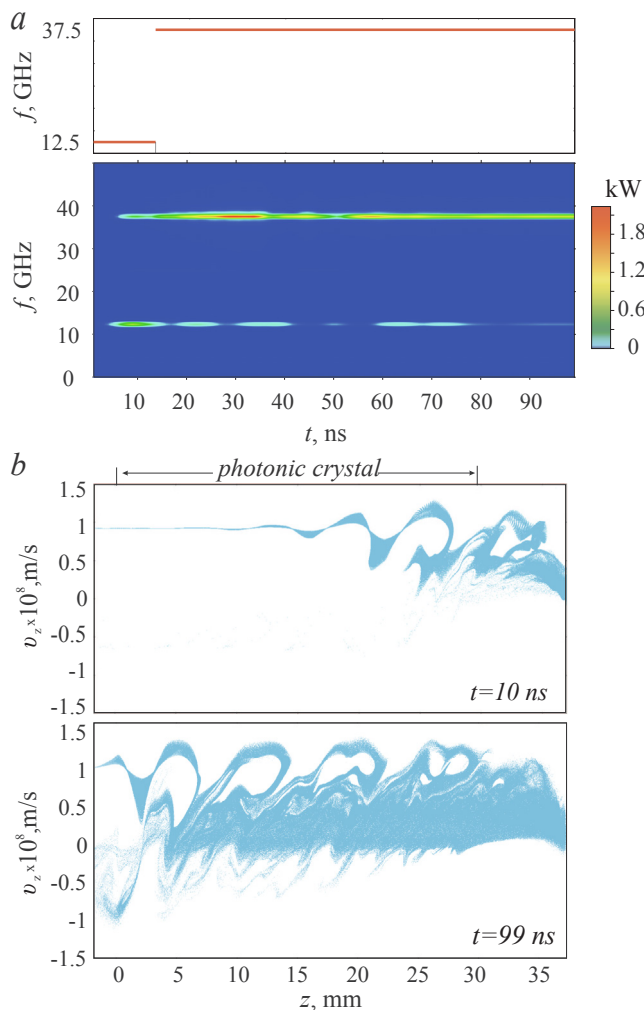 a
37.5
f, GHz
12.5
kW
40
30
f, GHz
20
10
0
1.8
1.2
0.6
0
10 20 30 40 50 60 70 80 90
t, ns
b
photonic crystal
1.5
1
0.5
0
-0.5
-1
-1.5
υz×10⁸,m/s
t=10 ns
1.5
1
0.5
0
-0.5
-1
-1.5
υz×10⁸,m/s
t=99 ns
0 5 10 15 20 25 30 35
z, mm